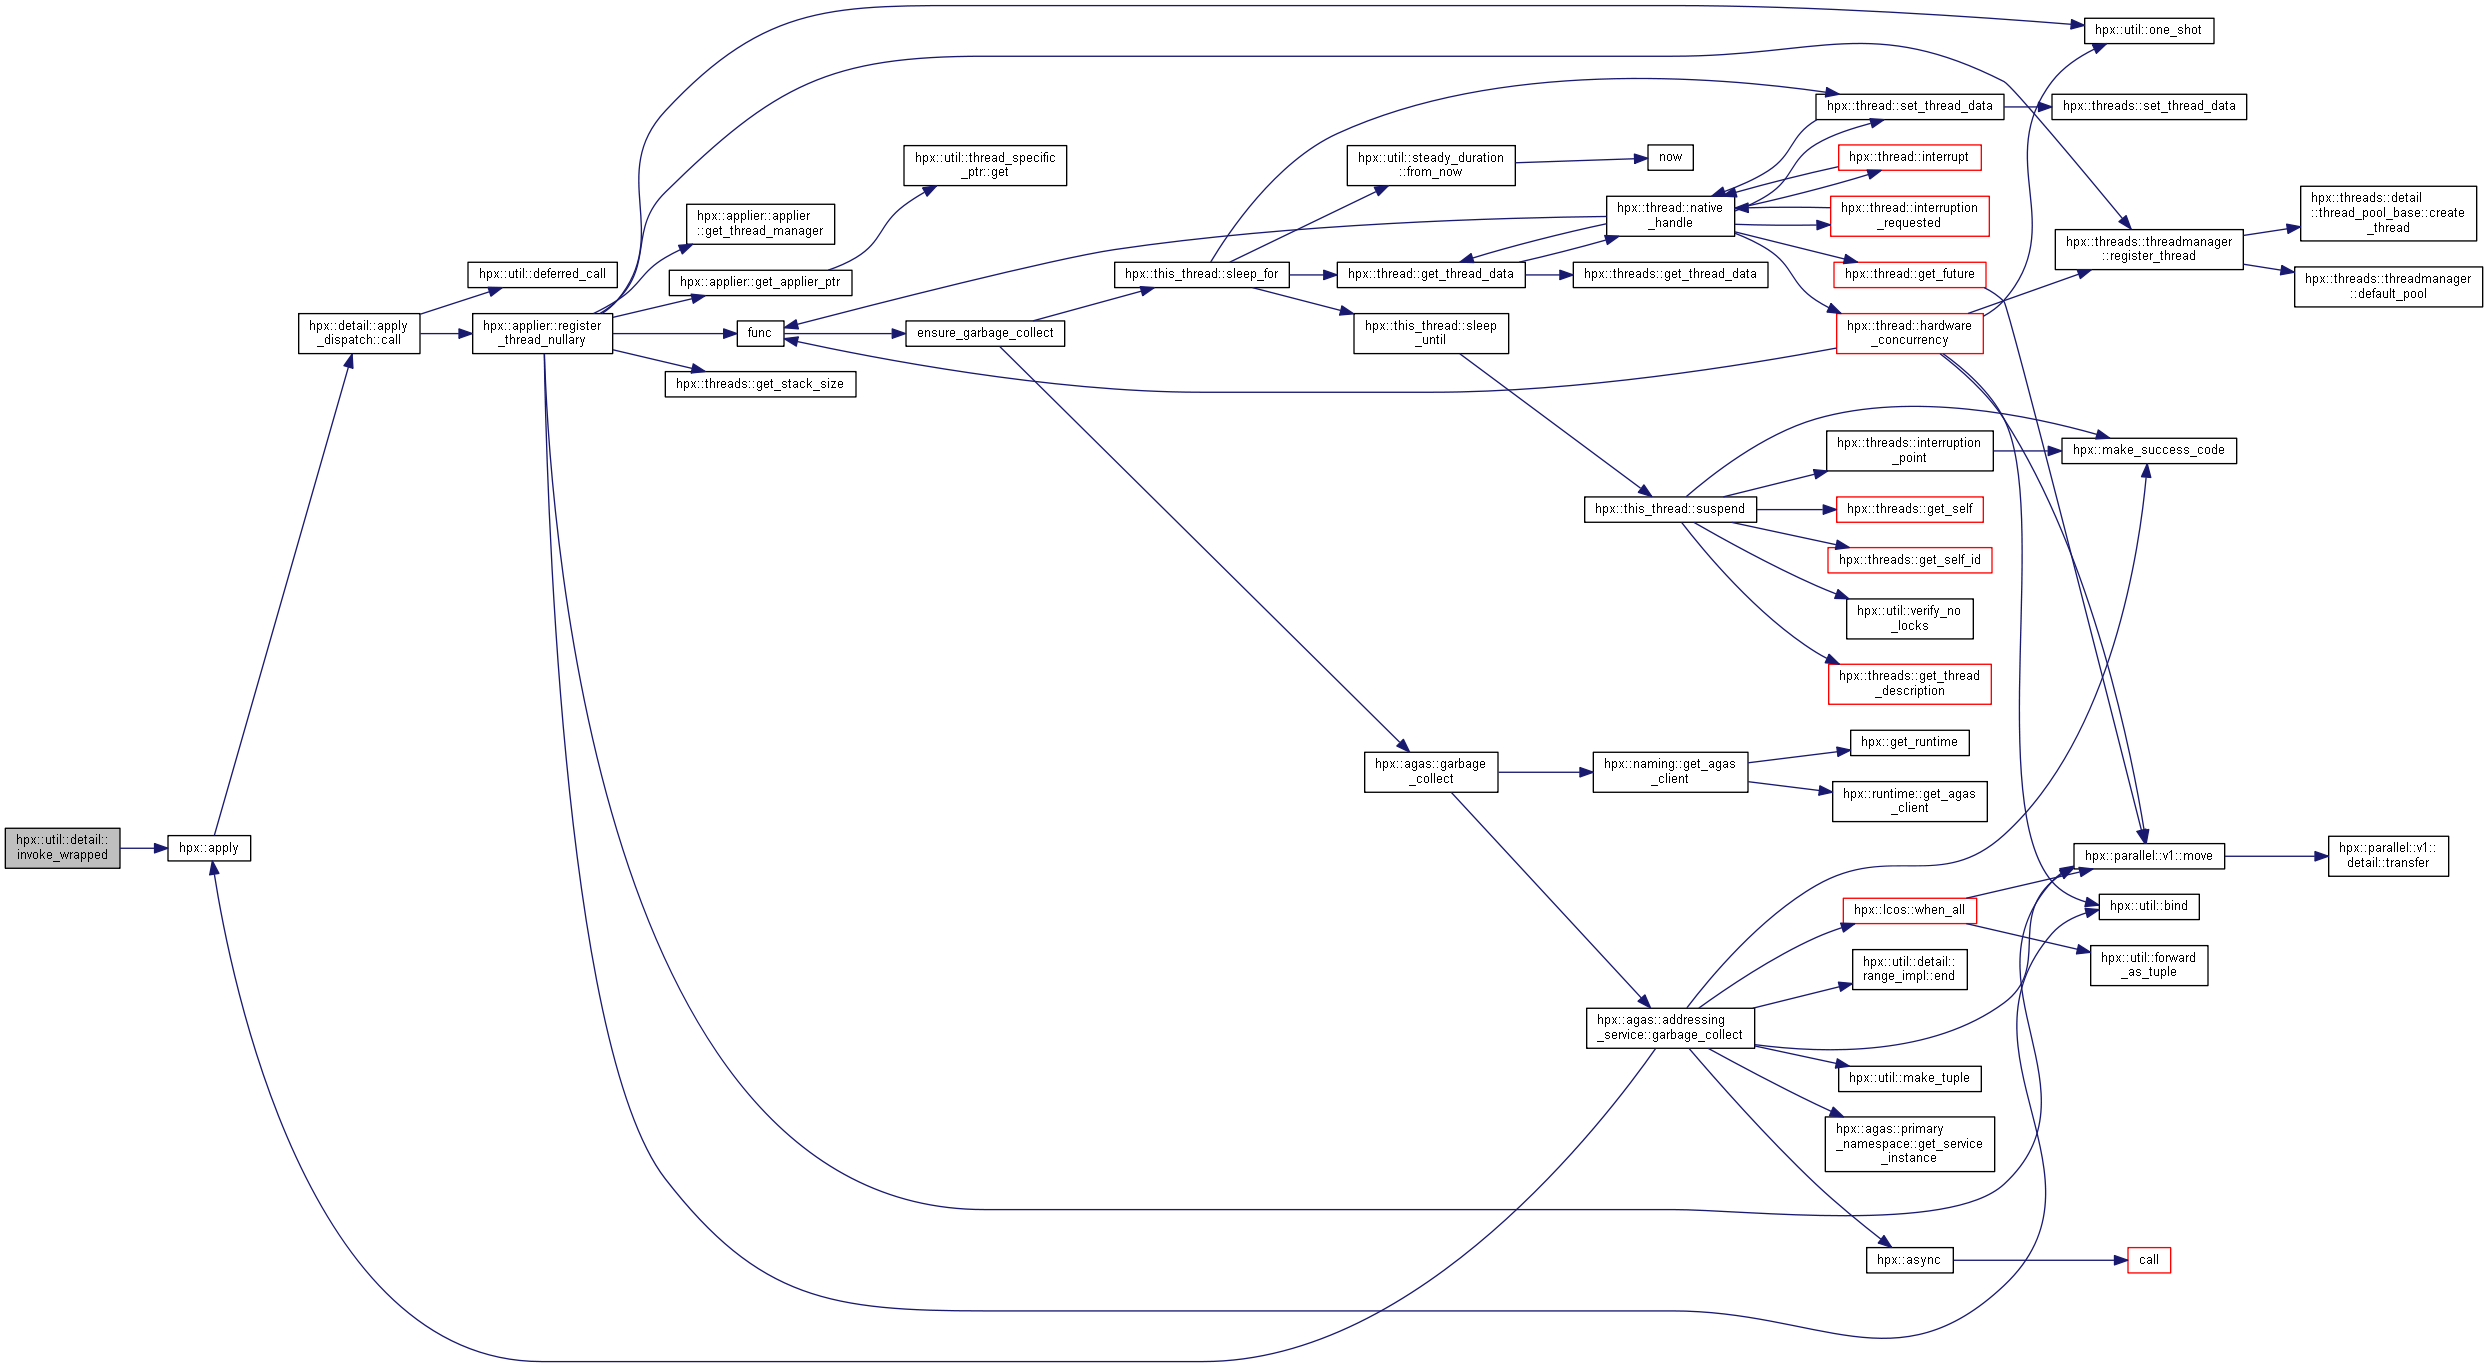 hpx::util::detail::
invoke_wrapped
hpx::apply
hpx::detail::apply
_dispatch::call
hpx::util::deferred_call
hpx::applier::register
_thread_nullary
hpx::applier::applier
::get_thread_manager
hpx::applier::get_applier_ptr
func
hpx::threads::get_stack_size
hpx::util::thread_specific
_ptr::get
ensure_garbage_collect
hpx::this_thread::sleep_for
hpx::util::steady_duration
::from_now
now
hpx::thread::get_thread_data
hpx::threads::get_thread_data
hpx::this_thread::sleep
_until
hpx::thread::native
_handle
hpx::thread::set_thread_data
hpx::threads::set_thread_data
hpx::thread::interrupt
hpx::thread::interruption
_requested
hpx::thread::get_future
hpx::thread::hardware
_concurrency
hpx::util::one_shot
hpx::threads::threadmanager
::register_thread
hpx::threads::detail
::thread_pool_base::create
_thread
hpx::threads::threadmanager
::default_pool
hpx::this_thread::suspend
hpx::threads::interruption
_point
hpx::make_success_code
hpx::threads::get_self
hpx::threads::get_self_id
hpx::util::verify_no
_locks
hpx::threads::get_thread
_description
hpx::agas::garbage
_collect
hpx::naming::get_agas
_client
hpx::get_runtime
hpx::runtime::get_agas
_client
hpx::agas::addressing
_service::garbage_collect
hpx::lcos::when_all
hpx::util::detail::
range_impl::end
hpx::util::make_tuple
hpx::agas::primary
_namespace::get_service
_instance
hpx::async
call
hpx::parallel::v1::move
hpx::parallel::v1::
detail::transfer
hpx::util::bind
hpx::util::forward
_as_tuple